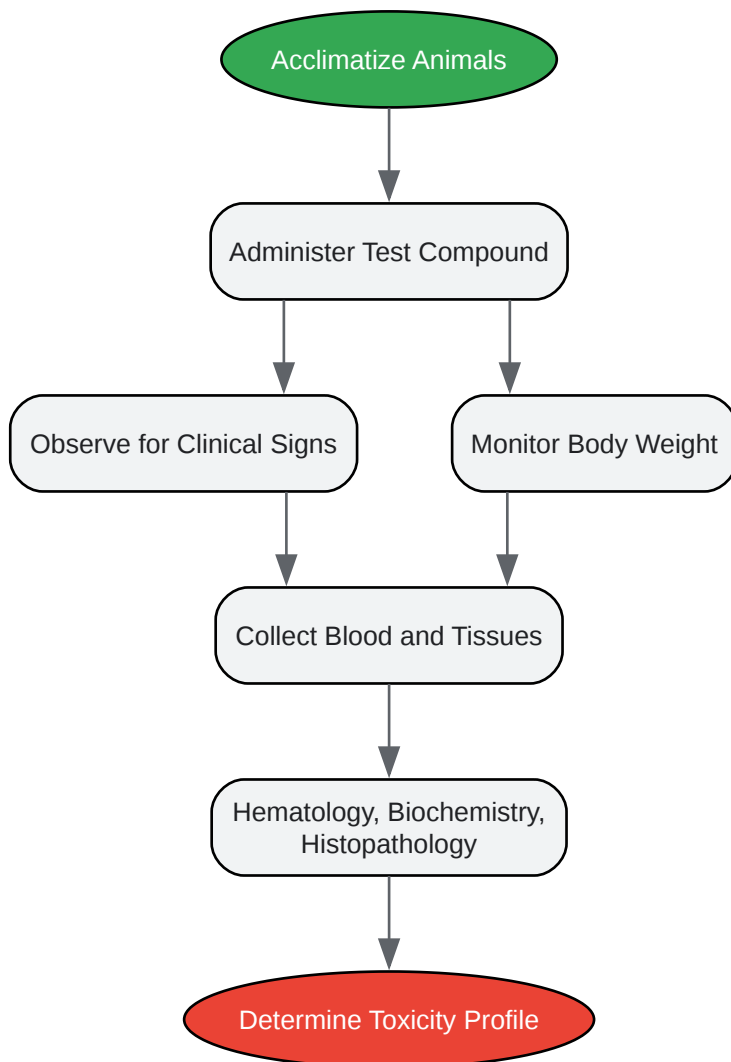 Acclimatize Animals
Administer Test Compound
Observe for Clinical Signs
Monitor Body Weight
Collect Blood and Tissues
Hematology, Biochemistry,
Histopathology
Determine Toxicity Profile